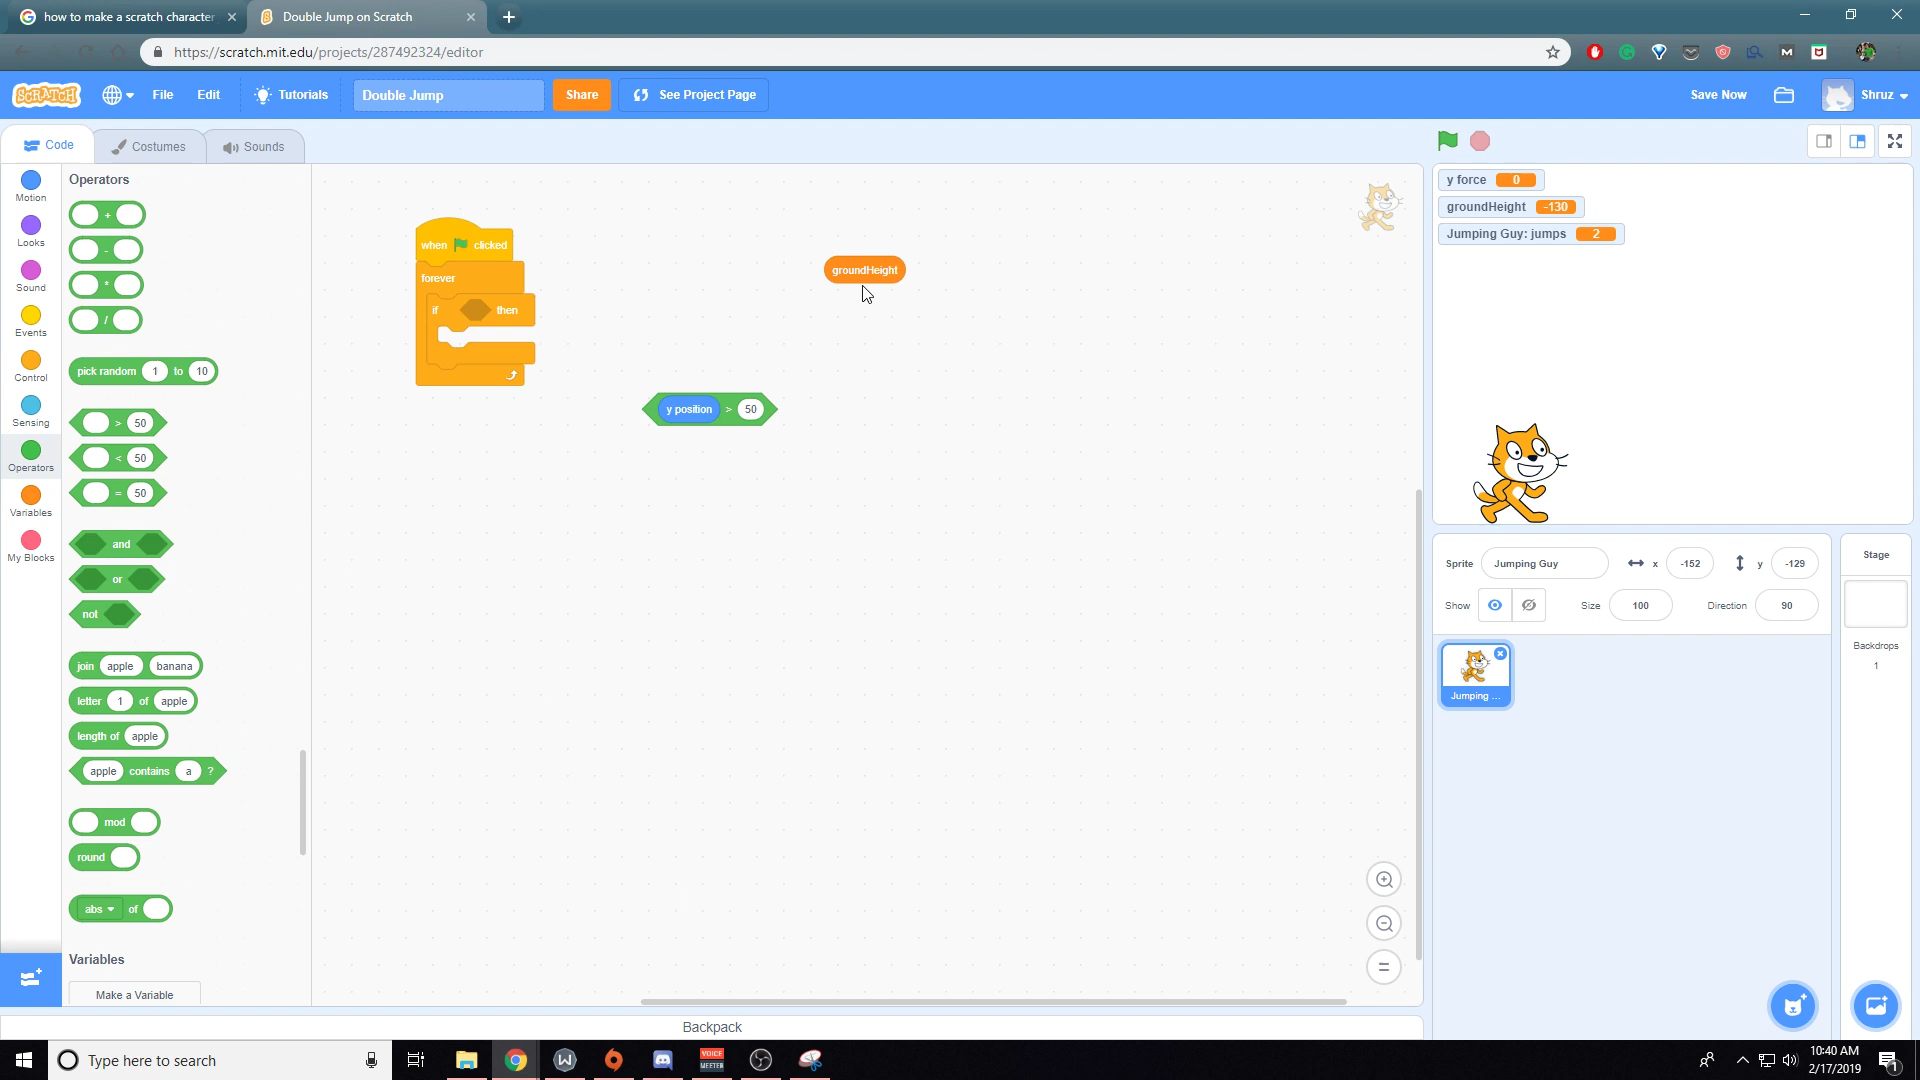 how to make a scratch character
Double Jump on Scratch
https://scratch.mit.edu/projects/287492324/editor
SCRATCH
File
Edit
Tutorials
Double Jump
Share
See Project Page
Save Now
Shruz
Code
Costumes
Sounds
Motion
Looks
Sound
Events
Control
Sensing
Operators
Variables
My Blocks
Operators
+
-
*
/
pick random 1 to 10
> 50
< 50
= 50
and
or
not
join apple banana
letter 1 of apple
length of apple
apple contains a ?
mod
round
abs of
Variables
Make a Variable
when clicked
forever
if then
groundHeight
y position > 50
Backpack
y force 0
groundHeight -130
Jumping Guy: jumps 2
Sprite Jumping Guy x -152 y -129
Show Size 100 Direction 90
Jumping ...
Stage
Backdrops
1
Type here to search
VOICE
MEETER
10:40 AM
2/17/2019
1